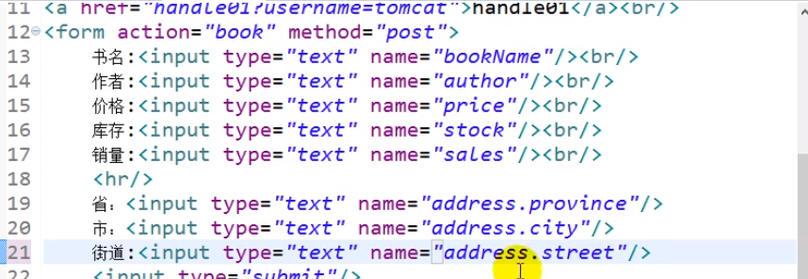 11 <a href="handle01?username=tomcat">handle01</a><br/>
12 <form action="book" method="post">
13 书名:<input type="text" name="bookName"/><br/>
14 作者:<input type="text" name="author"/><br/>
15 价格:<input type="text" name="price"/><br/>
16 库存:<input type="text" name="stock"/><br/>
17 销量:<input type="text" name="sales"/><br/>
18 <hr/>
19 省：<input type="text" name="address.province"/>
20 市：<input type="text" name="address.city"/>
21 街道:<input type="text" name="address.street"/>
22 <input type="submit"/>